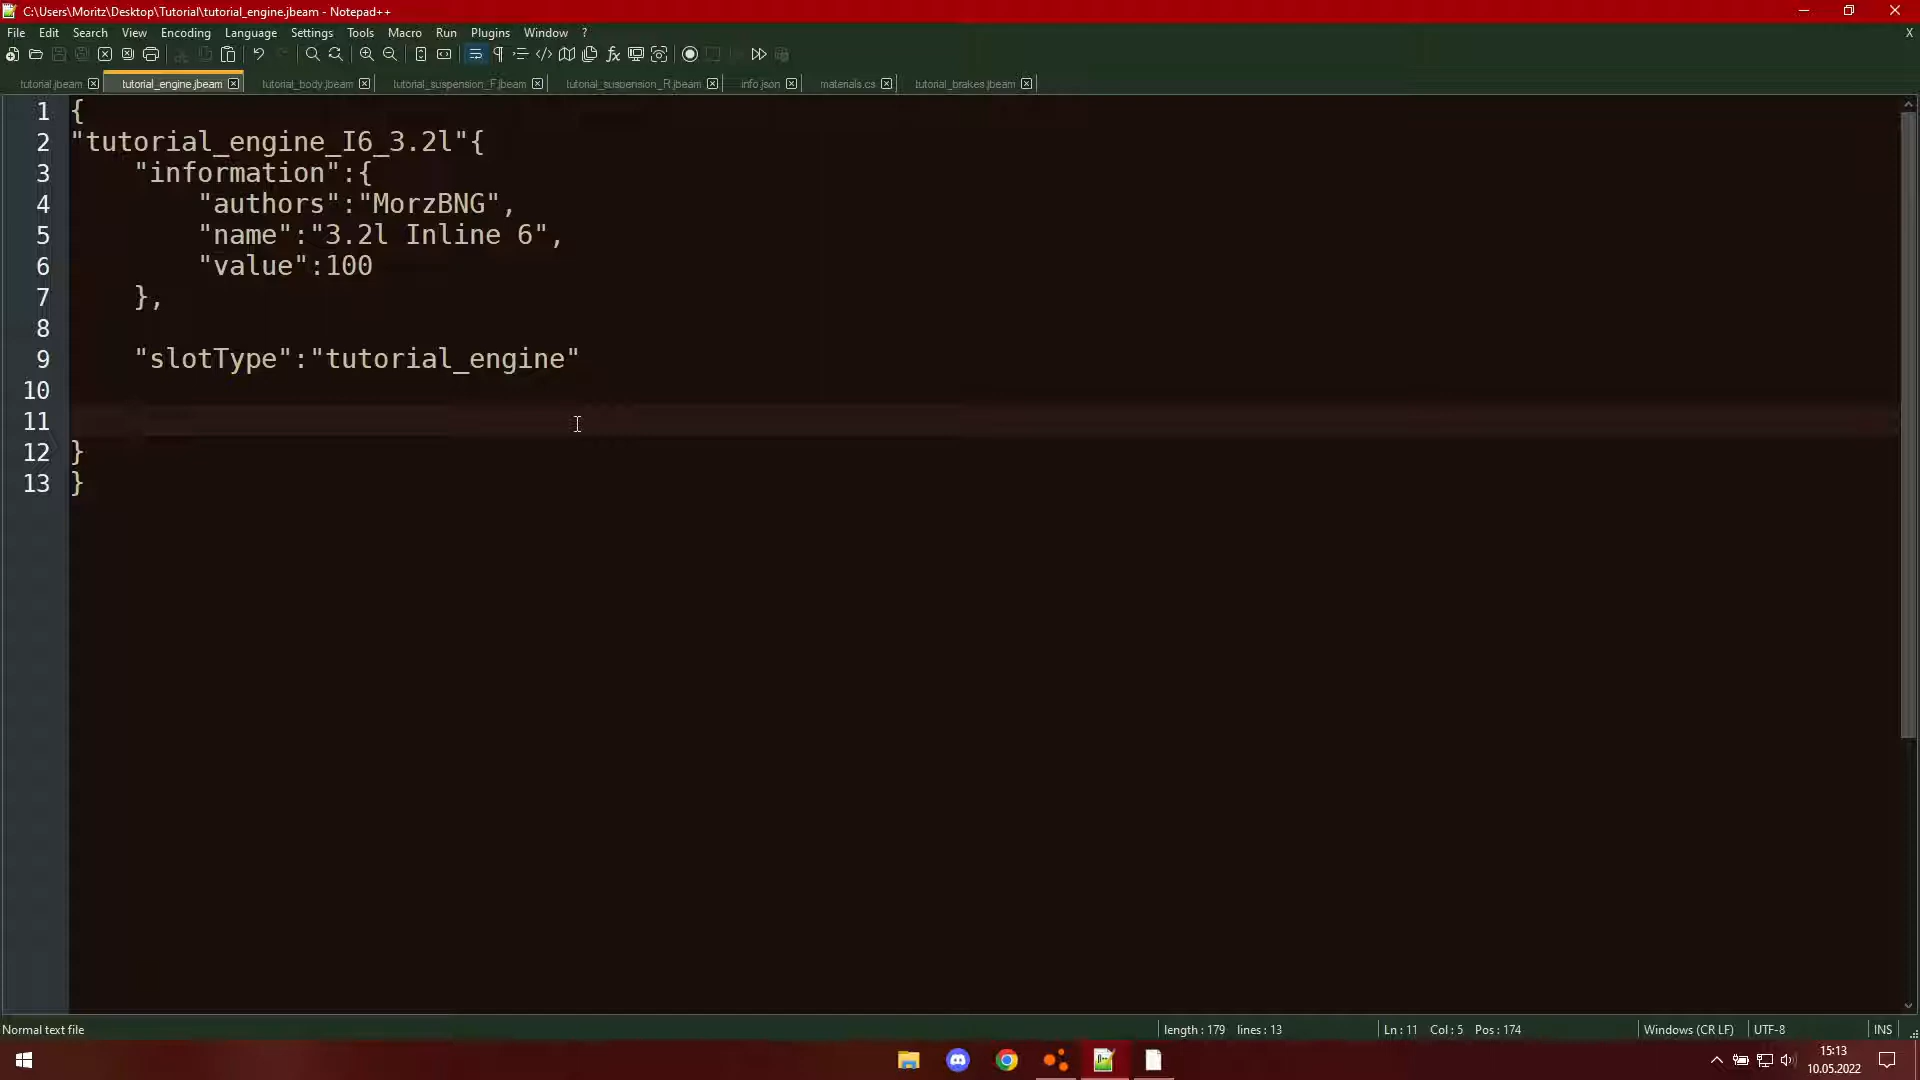 C:\Users\Moritz\Desktop\Tutorial\tutorial_engine.jbeam - Notepad++
File Edit Search View Encoding Language Settings Tools Macro Run Plugins Window ? X
tutorial.jbeam tutorial_engine.jbeam tutorial_body.jbeam tutorial_suspension_F.jbeam tutorial_suspension_R.jbeam info.json materials.cs tutorial_brakes.jbeam
1 {
2 "tutorial_engine_I6_3.2l"{
3 "information":{
4 "authors":"MorzBNG",
5 "name":"3.2l Inline 6",
6 "value":100
7 },
8
9 "slotType":"tutorial_engine"
10
11
12 }
13 }
Normal text file length : 179 lines : 13 Ln : 11 Col : 5 Pos : 174 Windows (CR LF) UTF-8 INS
15:13
10.05.2022